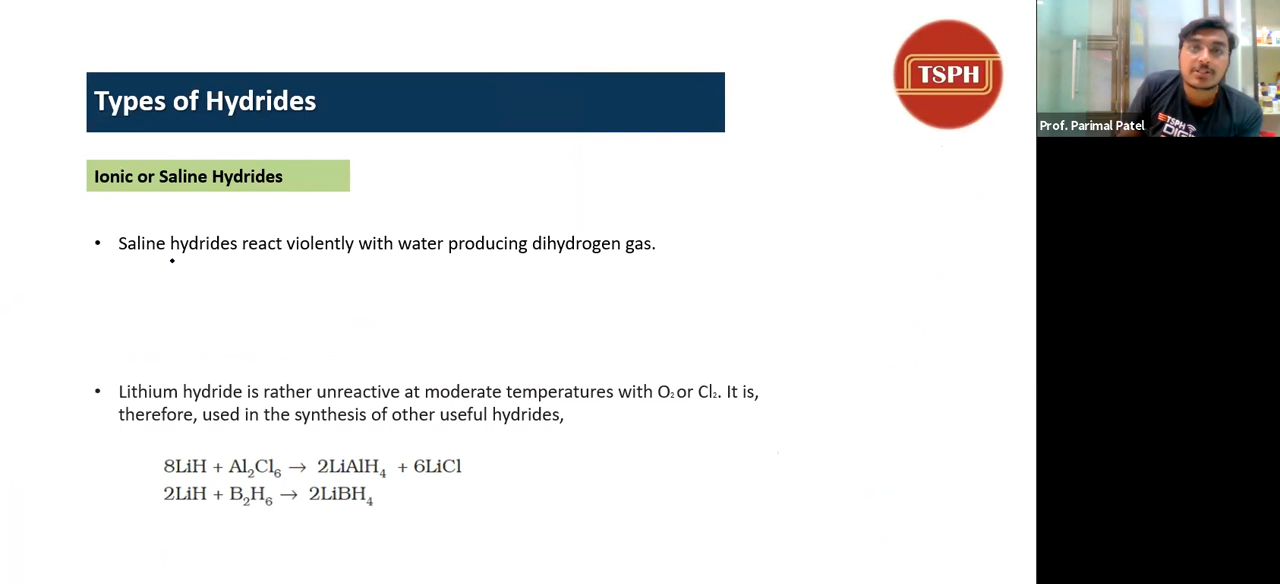 Types of Hydrides
TSPH
Prof. Parimal Patel
TSPH
DIGI
Ionic or Saline Hydrides
• Saline hydrides react violently with water producing dihydrogen gas.
• Lithium hydride is rather unreactive at moderate temperatures with O₂ or Cl₂. It is,
therefore, used in the synthesis of other useful hydrides,
8LiH + Al₂Cl₆ → 2LiAlH₄ + 6LiCl
2LiH + B₂H₆ → 2LiBH₄